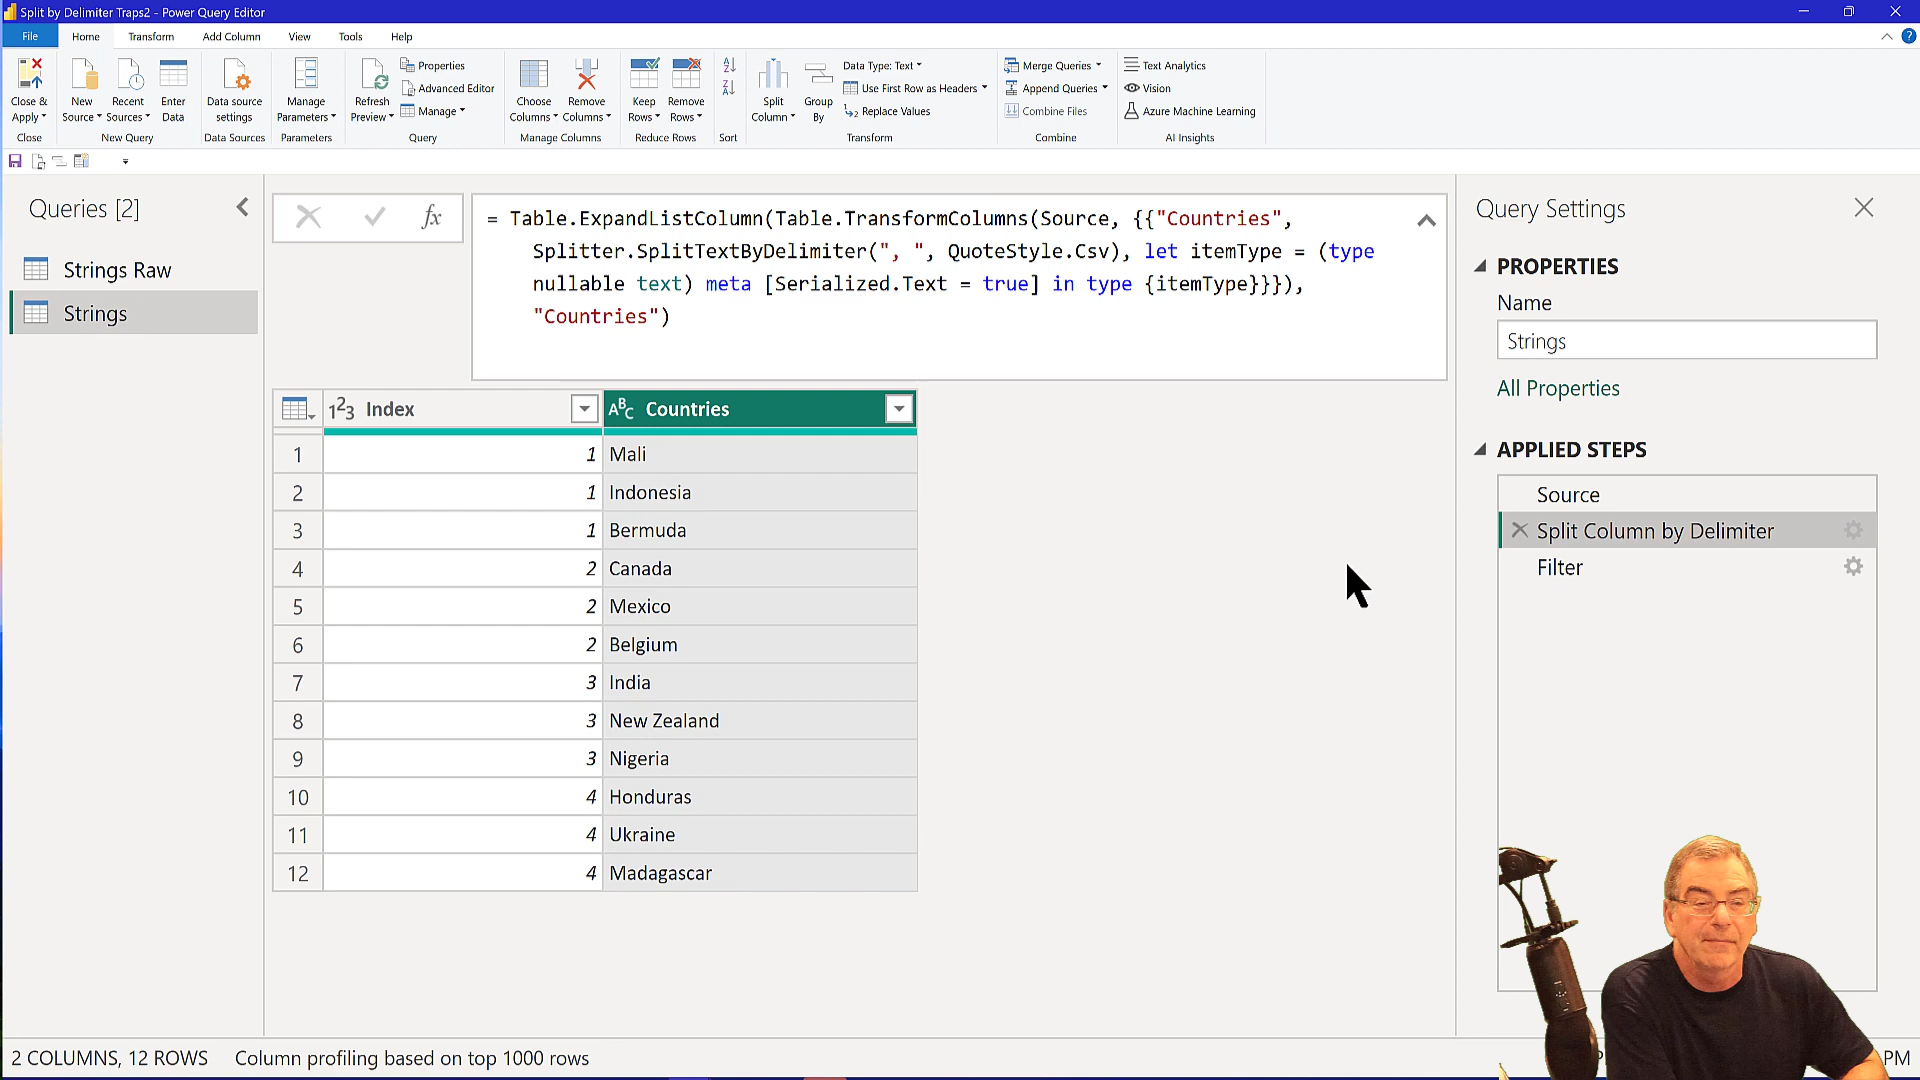 Split by Delimiter Traps2 - Power Query Editor
File Home Transform Add Column View Tools Help
Close & Apply
Close
New Source
Recent Sources
Enter Data
New Query
Data source settings
Data Sources
Manage Parameters
Parameters
Refresh Preview
Properties
Advanced Editor
Manage
Query
Choose Columns
Remove Columns
Manage Columns
Keep Rows
Remove Rows
Reduce Rows
Sort
Split Column
Group By
Data Type: Text
Use First Row as Headers
Replace Values
Transform
Merge Queries
Append Queries
Combine Files
Combine
Text Analytics
Vision
Azure Machine Learning
AI Insights
Queries [2]
Strings Raw
Strings
fx
= Table.ExpandListColumn(Table.TransformColumns(Source, {{"Countries",
Splitter.SplitTextByDelimiter(", ", QuoteStyle.Csv), let itemType = (type
nullable text) meta [Serialized.Text = true] in type {itemType}}}),
"Countries")
123 Index ABC Countries
1 1 Mali
2 1 Indonesia
3 1 Bermuda
4 2 Canada
5 2 Mexico
6 2 Belgium
7 3 India
8 3 New Zealand
9 3 Nigeria
10 4 Honduras
11 4 Ukraine
12 4 Madagascar
Query Settings
PROPERTIES
Name
Strings
All Properties
APPLIED STEPS
Source
Split Column by Delimiter
Filter
2 COLUMNS, 12 ROWS Column profiling based on top 1000 rows
PM